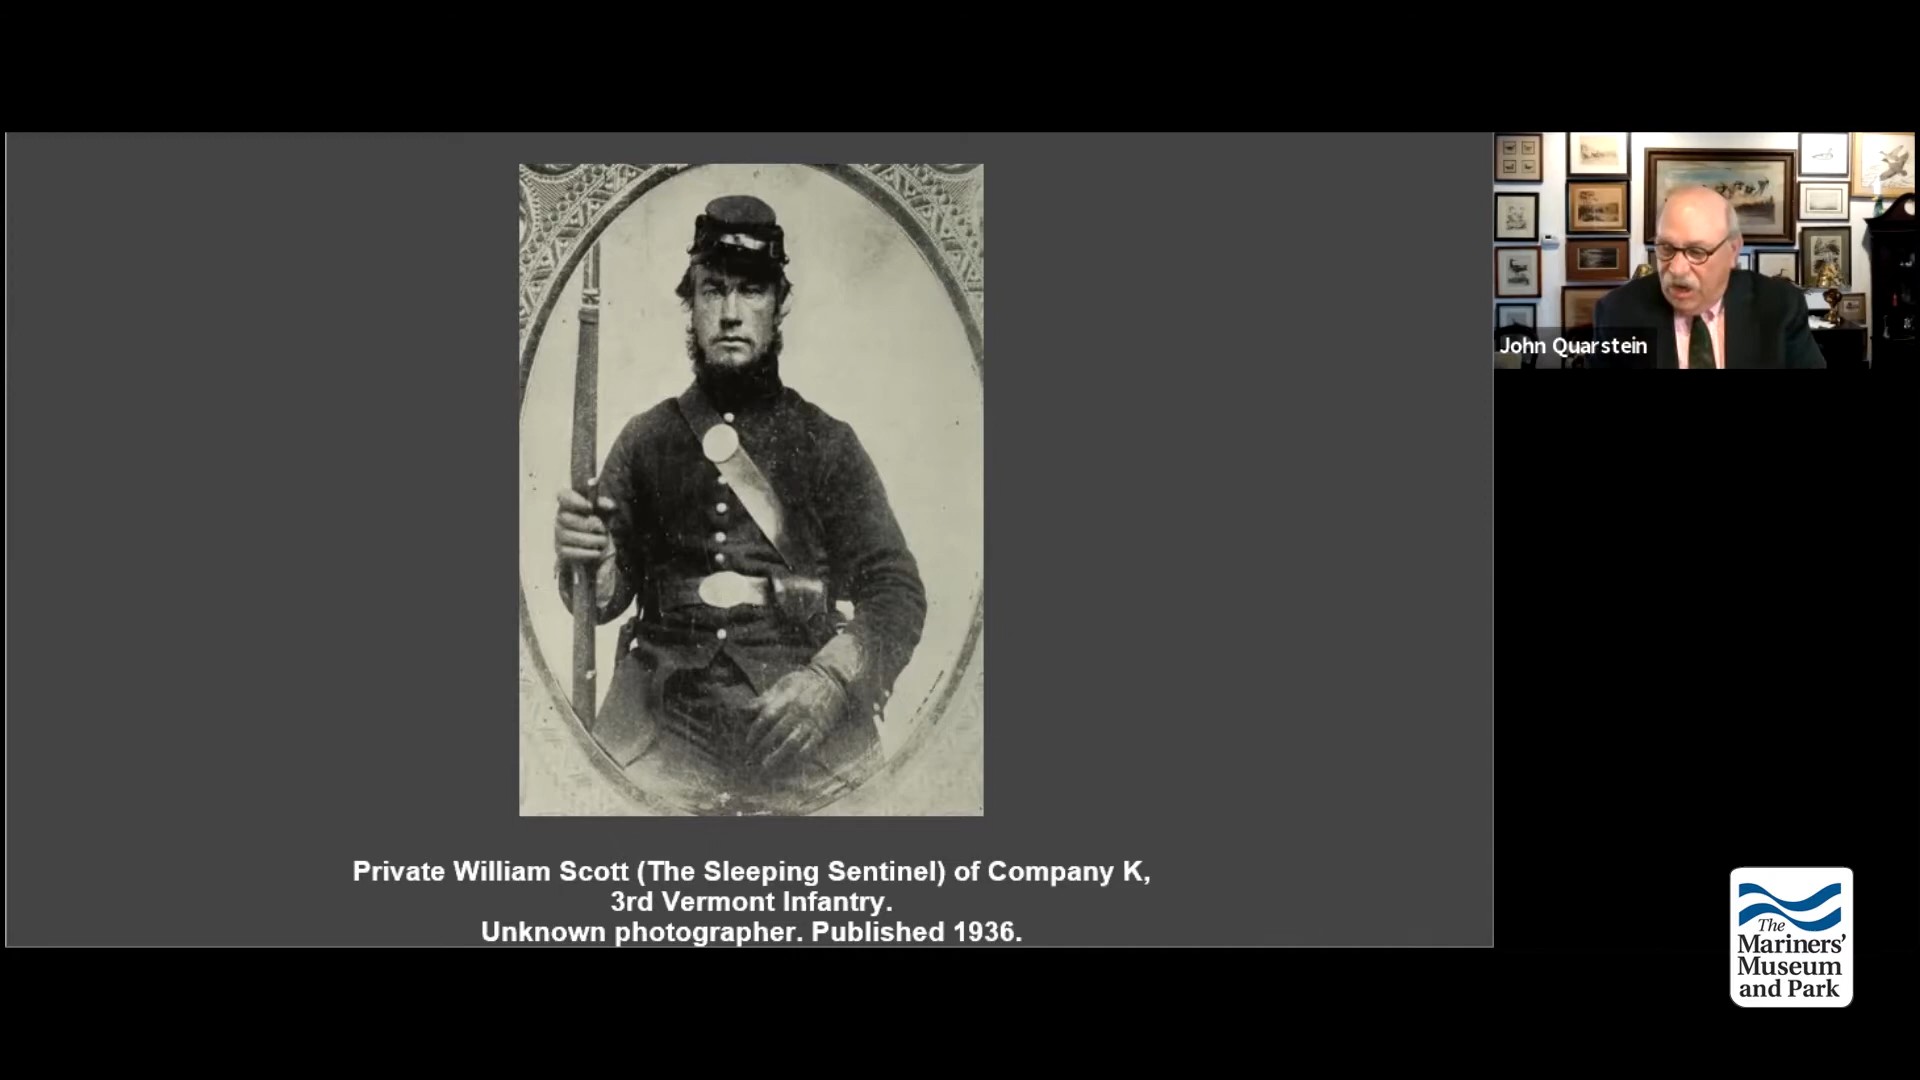 Private William Scott (The Sleeping Sentinel) of Company K,
3rd Vermont Infantry.
Unknown photographer. Published 1936.
John Quarstein
The
Mariners'
Museum
and Park